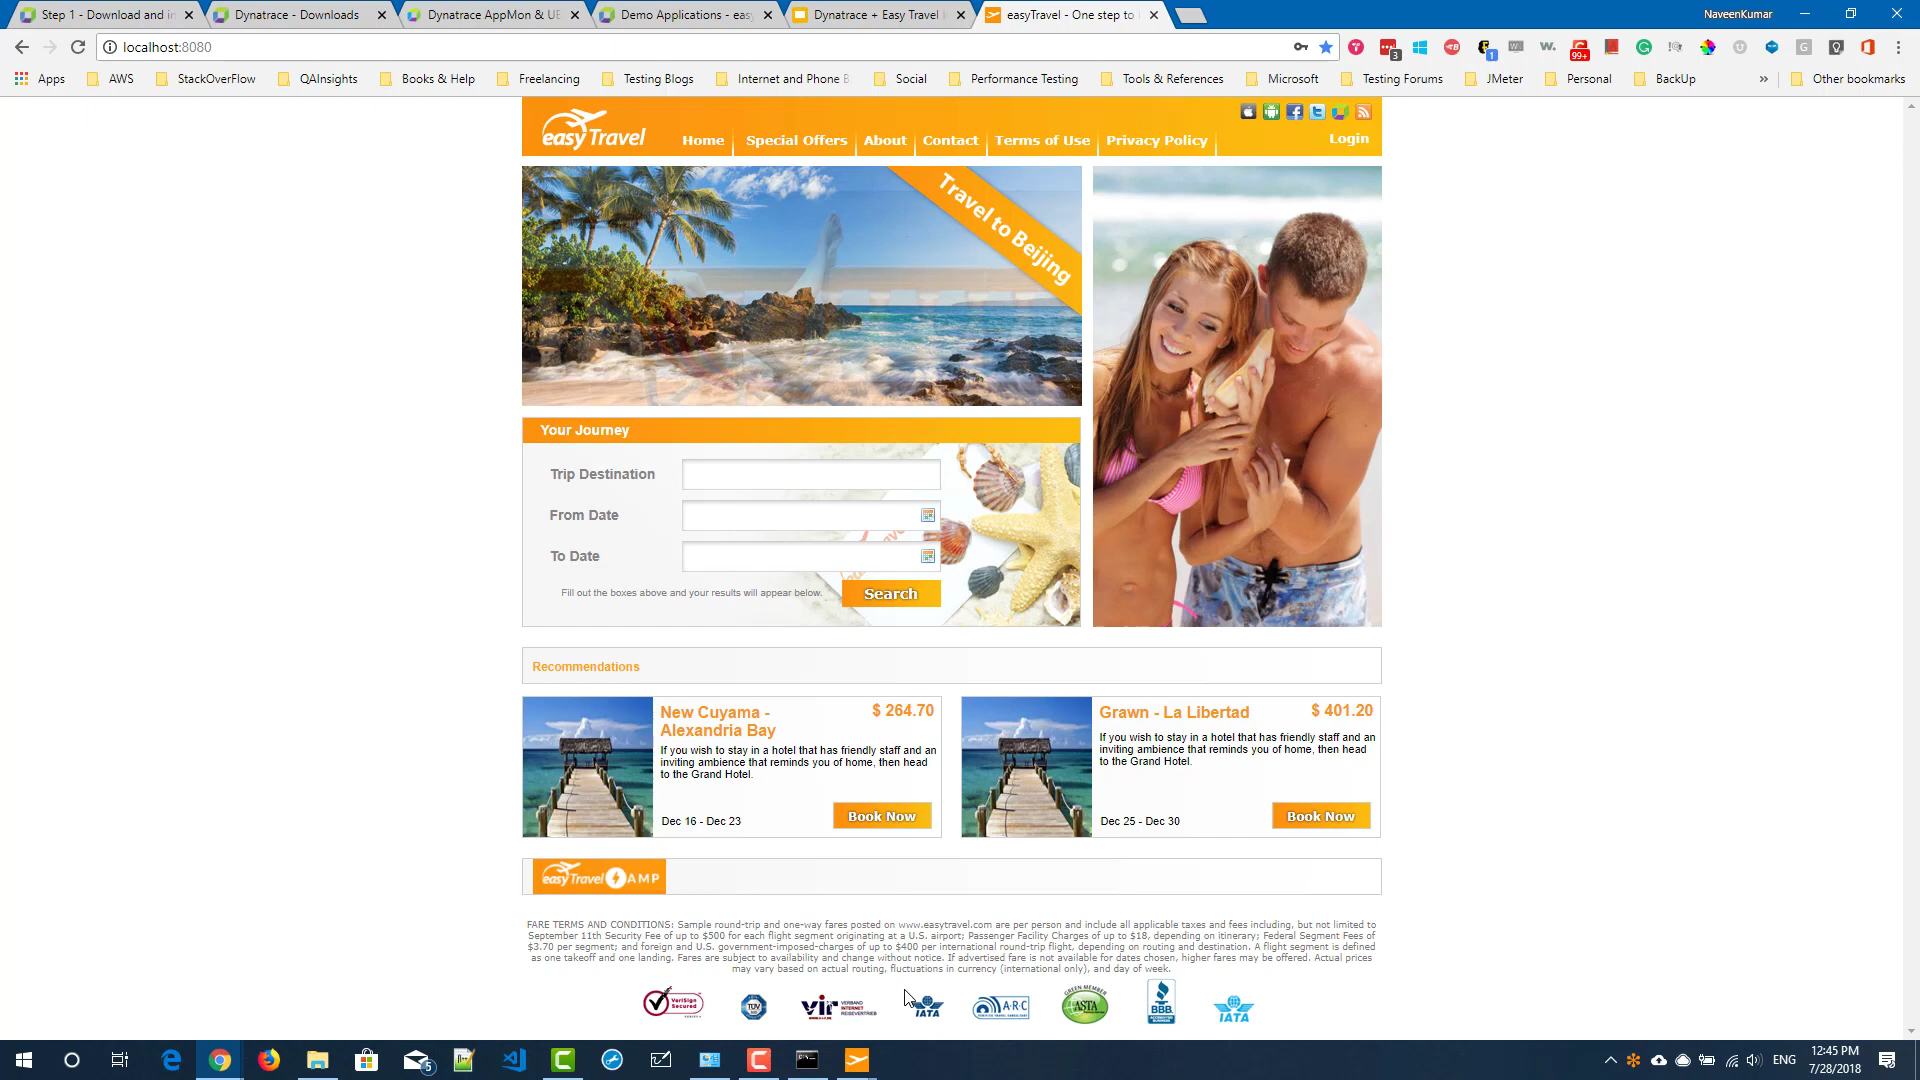 Step 1 - Download and in
Dynatrace - Downloads
Dynatrace AppMon & UE
Demo Applications - easy
Dynatrace + Easy Travel I
easyTravel - One step to
NaveenKumar
localhost:8080
3
1
99+
Apps
AWS
StackOverFlow
QAInsights
Books & Help
Freelancing
Testing Blogs
Internet and Phone B
Social
Performance Testing
Tools & References
Microsoft
Testing Forums
JMeter
Personal
BackUp
»
Other bookmarks
easyTravel
Home
Special Offers
About
Contact
Terms of Use
Privacy Policy
Login
Travel to Beijing
Your Journey
Trip Destination
From Date
To Date
Fill out the boxes above and your results will appear below.
Search
Recommendations
New Cuyama -
Alexandria Bay
$ 264.70
If you wish to stay in a hotel that has friendly staff and an
inviting ambience that reminds you of home, then head
to the Grand Hotel.
Dec 16 - Dec 23
Book Now
Grawn - La Libertad
$ 401.20
If you wish to stay in a hotel that has friendly staff and an
inviting ambience that reminds you of home, then head
to the Grand Hotel.
Dec 25 - Dec 30
Book Now
easyTravel AMP
FARE TERMS AND CONDITIONS: Sample round-trip and one-way fares posted on www.easytravel.com are per person and include all applicable taxes and fees including, but not limited to
September 11th Security Fee of up to $500 for each flight segment originating at a U.S. airport; Passenger Facility Charges of up to $18, depending on itinerary; Federal Segment Fees of
$3.70 per segment; and foreign and U.S. government-imposed-charges of up to $400 per international round-trip flight, depending on routing and destination. A flight segment is defined
as one takeoff and one landing. Fares are subject to availability and change without notice. If advertised fare is not available for dates chosen, higher fares may be offered. Actual prices
may vary based on actual routing, fluctuations in currency (international only), and day of week.
VeriSign
Secured
TÜV
vir
VERBAND
INTERNET
REISEVERTRIEB
IATA
ARC
GREEN MEMBER
ASTA
BBB
IATA
5
ENG
12:45 PM
7/28/2018